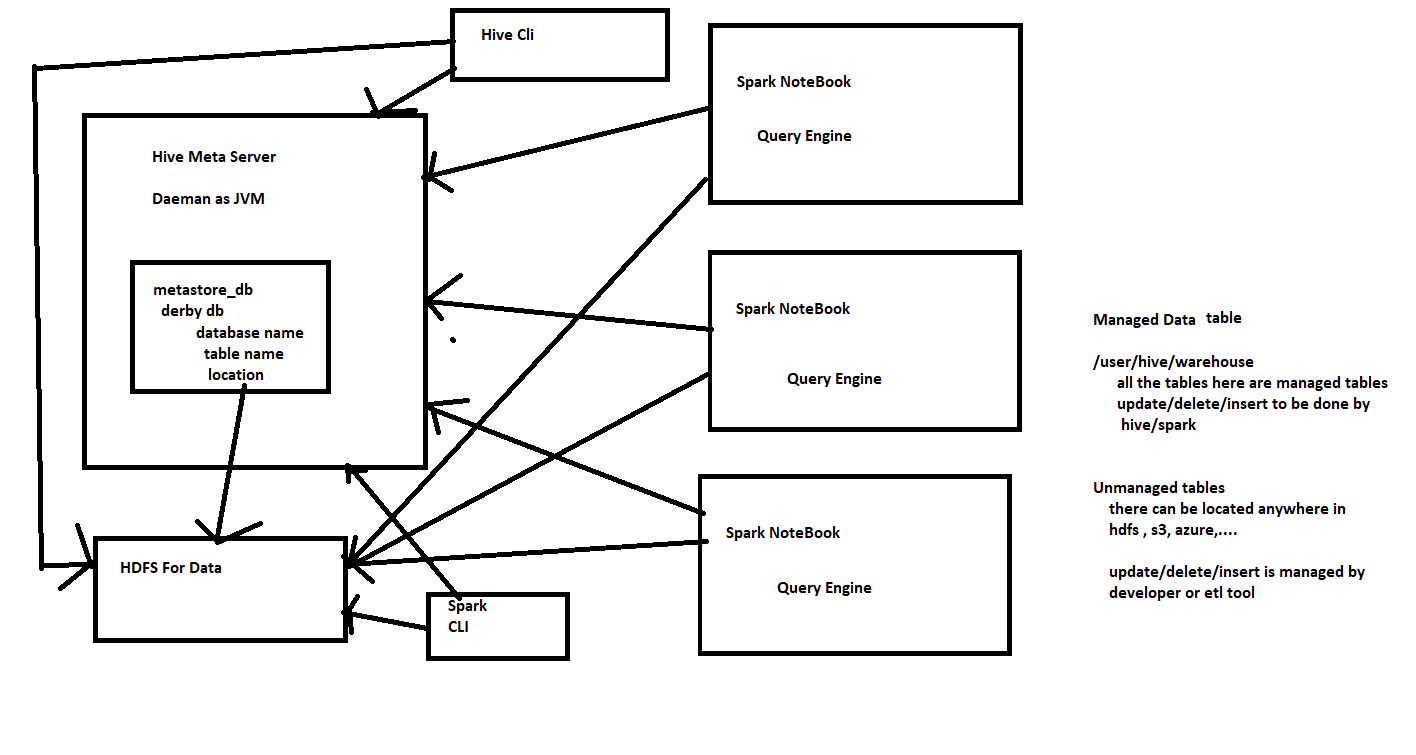 Hive Cli
Spark NoteBook
Query Engine
Hive Meta Server
Daeman as JVM
metastore_db
derby db
database name
table name
location
Spark NoteBook
Query Engine
Managed Data table
/user/hive/warehouse
all the tables here are managed tables
update/delete/insert to be done by
hive/spark
Unmanaged tables
there can be located anywhere in
hdfs , s3, azure,....
update/delete/insert is managed by
developer or etl tool
Spark NoteBook
Query Engine
HDFS For Data
Spark
CLI